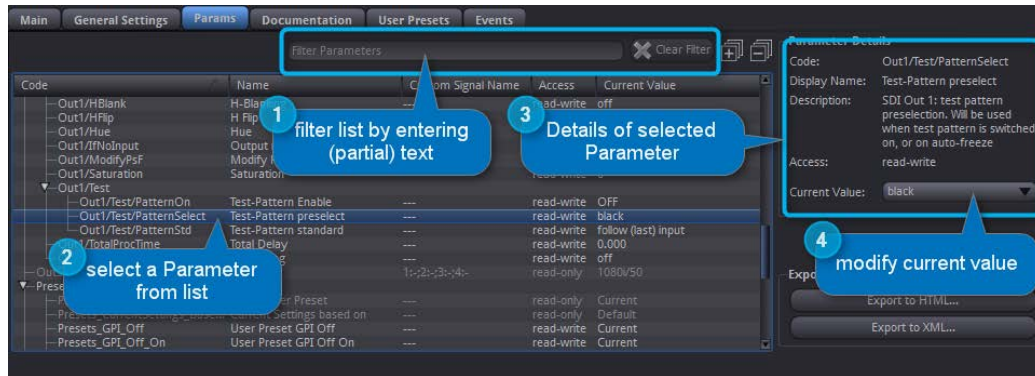 Main General Settings Params Documentation User Presets Events
Filter Parameters Clear Filter
Parameter Details
Code Name Custom Signal Name Access Current Value
Code: Out1/Test/PatternSelect
Display Name: Test-Pattern preselect
Description: SDI Out 1: test pattern
preselection. Will be used
when test pattern is switched
on, or on auto-freeze
Access: read-write
Current Value: black
Out1/HBlank H-Blanking --- read-write off
Out1/HFlip H Flip
Out1/Hue Hue
Out1/IfNoInput Output
Out1/ModifyPsF Modify
Out1/Saturation Saturation
Out1/Test
Out1/Test/PatternOn Test-Pattern Enable --- read-write OFF
Out1/Test/PatternSelect Test-Pattern preselect --- read-write black
Out1/Test/PatternStd Test-Pattern standard --- read-write follow (last) input
Out1/TotalProcTime Total Delay --- read-write 0.000
--- read-write off
1:-;2:-;3:-;4:- read-only 1080i/50
User Preset --- read-only Current
Current Settings based on --- read-only Default
Presets_GPI_Off User Preset GPI Off --- read-write Current
Presets_GPI_Off_On User Preset GPI Off On --- read-write Current
1
filter list by entering
(partial) text
2
select a Parameter
from list
3
Details of selected
Parameter
4
modify current value
Export to HTML...
Export to XML...